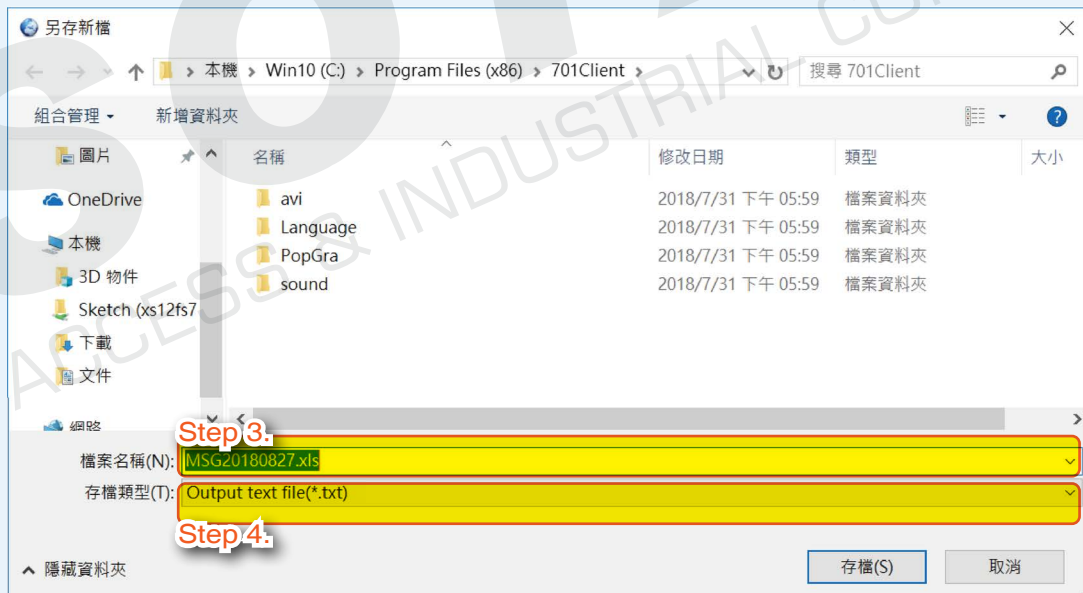 另存新檔
本機 > Win10 (C:) > Program Files (x86) > 701Client >
搜尋 701Client
組合管理
新增資料夾
名稱 修改日期 類型 大小
圖片
OneDrive
本機
3D 物件
Sketch (xs12fs7
下載
文件
網路
avi 2018/7/31 下午 05:59 檔案資料夾
Language 2018/7/31 下午 05:59 檔案資料夾
PopGra 2018/7/31 下午 05:59 檔案資料夾
sound 2018/7/31 下午 05:59 檔案資料夾
Step 3.
檔案名稱(N): MSG20180827.xls
存檔類型(T): Output text file(*.txt)
Step 4.
隱藏資料夾
存檔(S)
取消
ACCESS & INDUSTRIAL